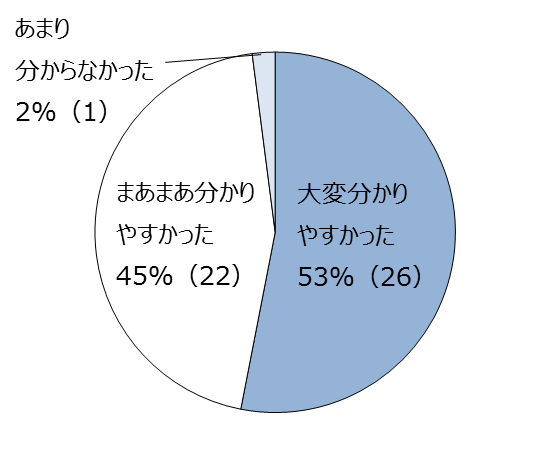 あまり
分からなかった
2%（1）
まあまあ分かり
やすかった
45%（22）
大変分かり
やすかった
53%（26）